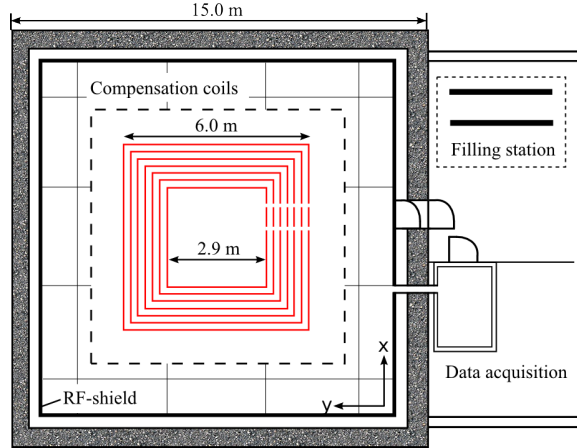 15.0 m
Compensation coils
6.0 m
Filling station
2.9 m
x
Data acquisition
RF-shield
y